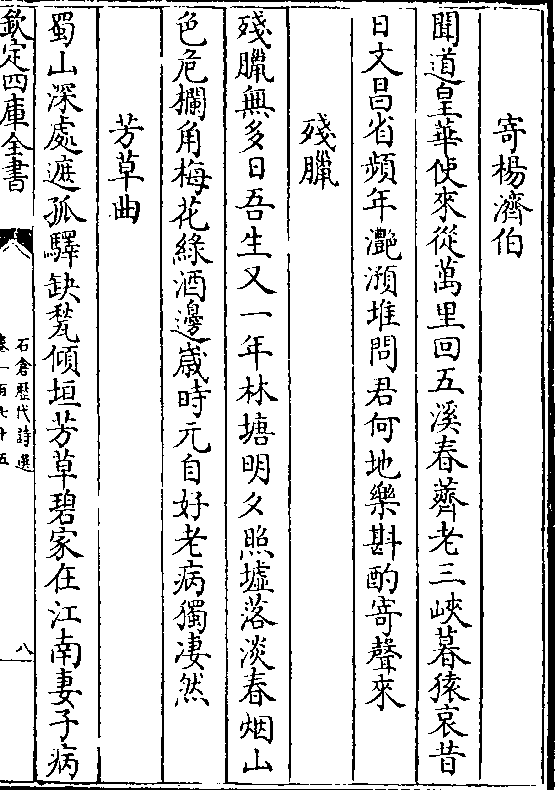 寄楊濟伯
聞道皇華使來從萬里回五溪春薺老三峽暮猿哀昔
日文昌省頻年灧澦堆問君何地樂斟酌寄聲來
殘臘
殘臘無多日吾生又一年林塘明夕照墟落淡春烟山
色危欄角梅花綠酒邊歲時元自好老病獨凄然
芳草曲
蜀山深處逰孤驛缺甃傾垣芳草碧家在江南妻子病
欽定四庫全書
石倉歷代詩選
卷一百七十五
八